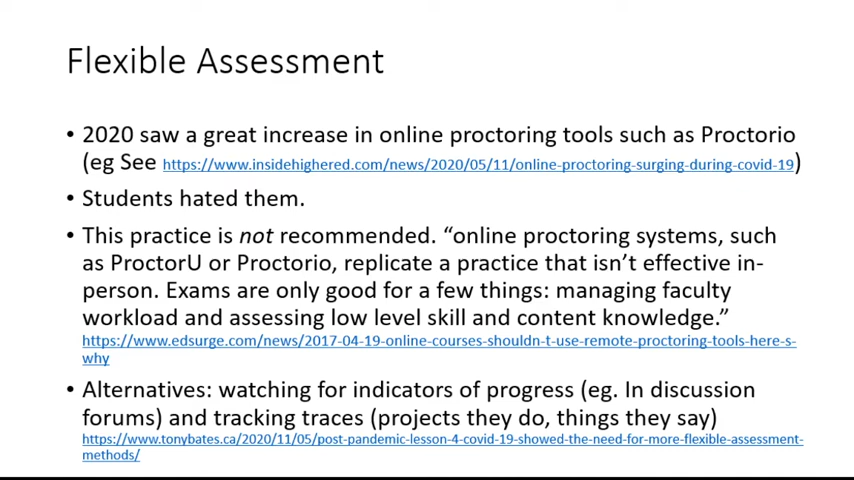 Flexible Assessment
• 2020 saw a great increase in online proctoring tools such as Proctorio
(eg See https://www.insidehighered.com/news/2020/05/11/online-proctoring-surging-during-covid-19)
• Students hated them.
• This practice is not recommended. “online proctoring systems, such
as ProctorU or Proctorio, replicate a practice that isn’t effective in-
person. Exams are only good for a few things: managing faculty
workload and assessing low level skill and content knowledge.”
https://www.edsurge.com/news/2017-04-19-online-courses-shouldn-t-use-remote-proctoring-tools-here-s-
why
• Alternatives: watching for indicators of progress (eg. In discussion
forums) and tracking traces (projects they do, things they say)
https://www.tonybates.ca/2020/11/05/post-pandemic-lesson-4-covid-19-showed-the-need-for-more-flexible-assessment-
methods/